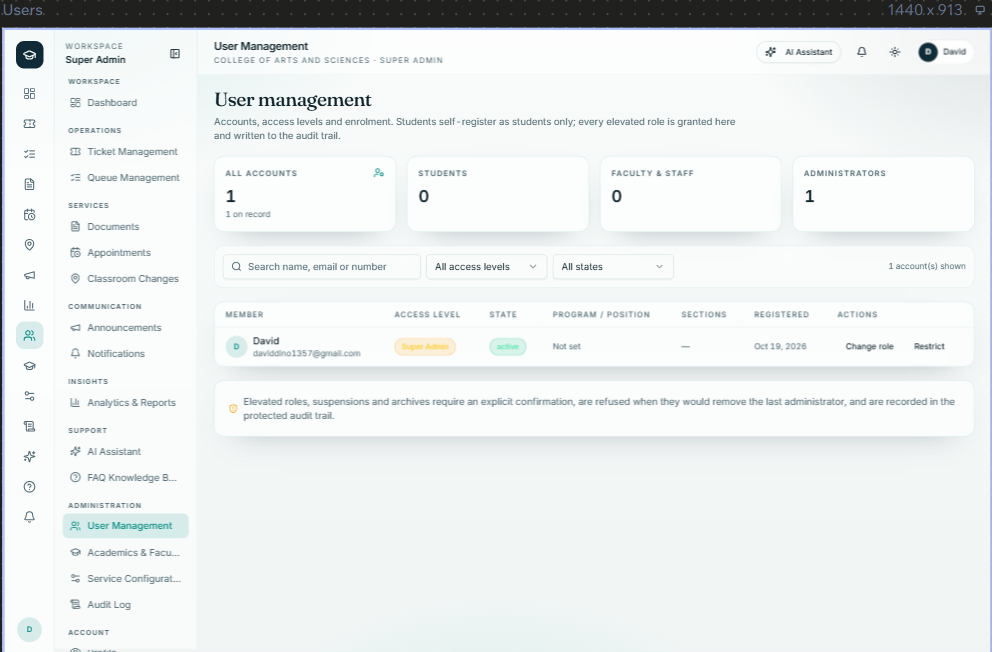 Users
1440 x 913
WORKSPACE
Super Admin
WORKSPACE
Dashboard
OPERATIONS
Ticket Management
Queue Management
SERVICES
Documents
Appointments
Classroom Changes
COMMUNICATION
Announcements
Notifications
INSIGHTS
Analytics & Reports
SUPPORT
AI Assistant
FAQ Knowledge B...
ADMINISTRATION
User Management
Academics & Facu...
Service Configurat...
Audit Log
ACCOUNT
D
User Management
COLLEGE OF ARTS AND SCIENCES - SUPER ADMIN
AI Assistant
D David
User management
Accounts, access levels and enrolment. Students self-register as students only; every elevated role is granted here
and written to the audit trail.
ALL ACCOUNTS
1
1 on record
STUDENTS
0
FACULTY & STAFF
0
ADMINISTRATORS
1
Search name, email or number
All access levels
All states
1 account(s) shown
MEMBER ACCESS LEVEL STATE PROGRAM / POSITION SECTIONS REGISTERED ACTIONS
D David
daviddino1357@gmail.com
Super Admin active Not set — Oct 19, 2026 Change role Restrict
Elevated roles, suspensions and archives require an explicit confirmation, are refused when they would remove the last administrator, and are recorded in the
protected audit trail.